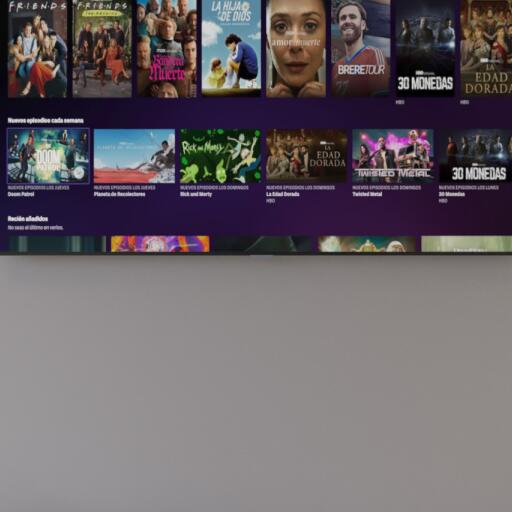 FRIENDS
FRIENDS
THE REUNION
LA HIJA
DE DIOS
amor muerte
BRERETOUR
30 MONEDAS
LA
EDAD
DORADA
HBO
HBO
Nuevos episodios cada semana
DOOM
PATROL
PLANETA DE RECOLECTORES
Rick and Morty
LA
EDAD
DORADA
TWISTED METAL
30 MONEDAS
NUEVOS EPISODIOS LOS JUEVES
Doom Patrol
NUEVOS EPISODIOS LOS JUEVES
Planeta de Recolectores
NUEVOS EPISODIOS LOS DOMINGOS
Rick and Morty
NUEVOS EPISODIOS LOS DOMINGOS
La Edad Dorada
HBO
NUEVOS EPISODIOS LOS DOMINGOS
Twisted Metal
NUEVOS EPISODIOS LOS LUNES
30 Monedas
HBO
Recién añadidos
No seas el último en verlos.